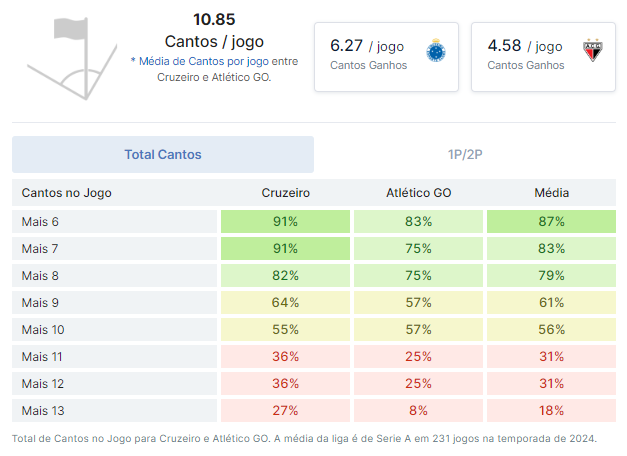 10.85
Cantos / jogo
* Média de Cantos por jogo entre
Cruzeiro e Atlético GO.
6.27 / jogo
Cantos Ganhos
4.58 / jogo
Cantos Ganhos
Total Cantos 1P/2P
Cantos no Jogo Cruzeiro Atlético GO Média
Mais 6 91% 83% 87%
Mais 7 91% 75% 83%
Mais 8 82% 75% 79%
Mais 9 64% 57% 61%
Mais 10 55% 57% 56%
Mais 11 36% 25% 31%
Mais 12 36% 25% 31%
Mais 13 27% 8% 18%
Total de Cantos no Jogo para Cruzeiro e Atlético GO. A média da liga é de Serie A em 231 jogos na temporada de 2024.